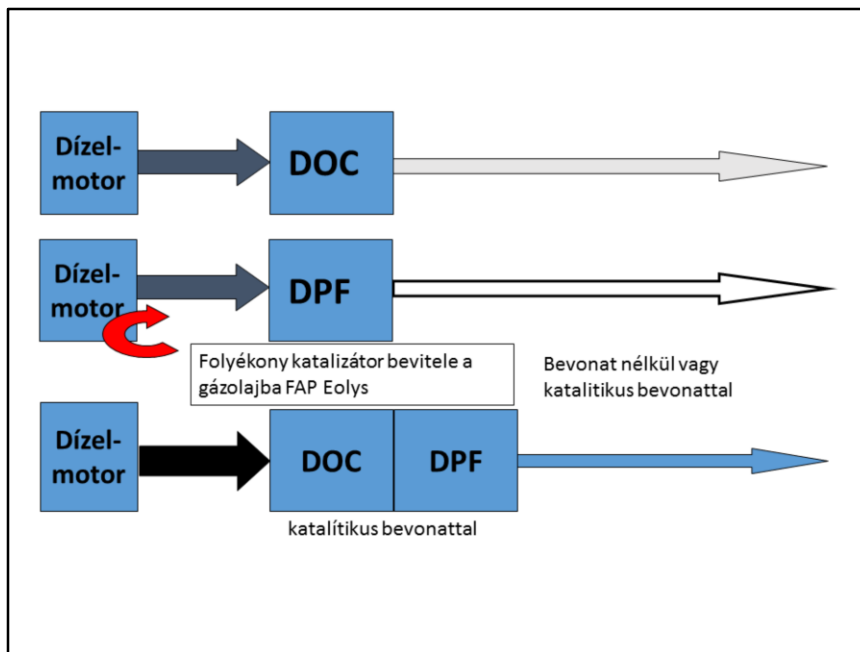 Dízel-
motor
DOC
Dízel-
motor
DPF
Folyékony katalizátor bevitele a
gázolajba FAP Eolys
Bevonat nélkül vagy
katalitikus bevonattal
Dízel-
motor
DOC
DPF
katalítikus bevonattal